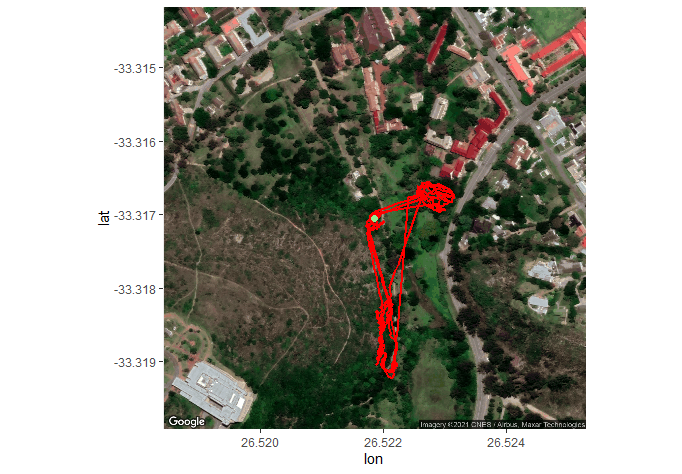 -33.315
-33.316
-33.317
-33.318
-33.319
lat
Google
Imagery ©2021 CNES / Airbus, Maxar Technologies
26.520 26.522 26.524
lon